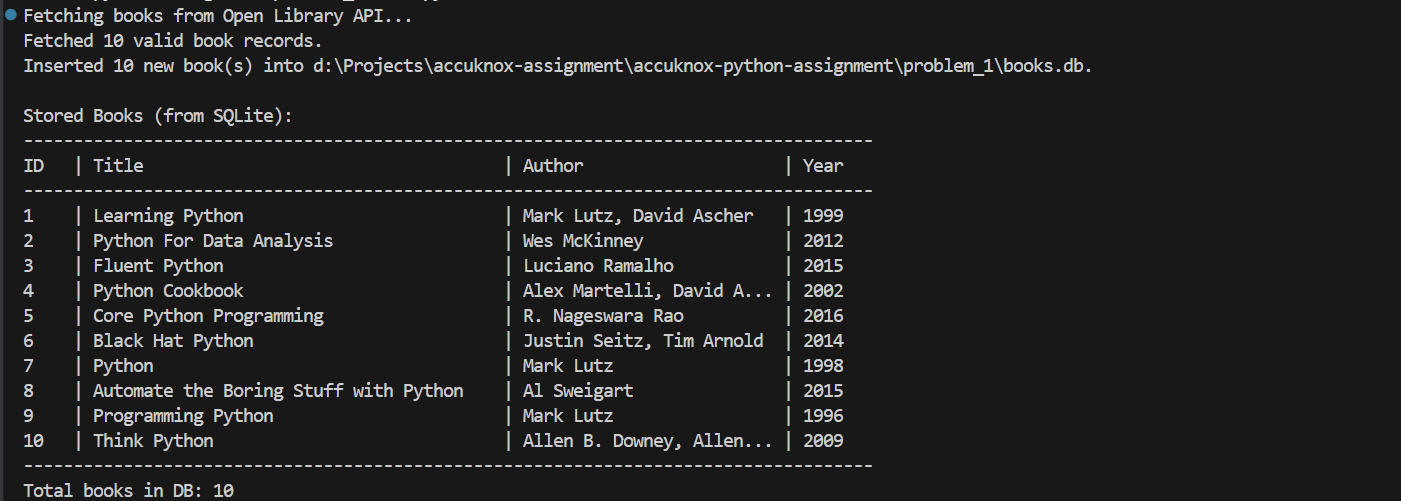 Fetching books from Open Library API...
Fetched 10 valid book records.
Inserted 10 new book(s) into d:\Projects\accuknox-assignment\accuknox-python-assignment\problem_1\books.db.
Stored Books (from SQLite):
-------------------------------------------------------------------------------------
ID   | Title                                    | Author                    | Year
-------------------------------------------------------------------------------------
1    | Learning Python                          | Mark Lutz, David Ascher   | 1999
2    | Python For Data Analysis                 | Wes McKinney              | 2012
3    | Fluent Python                            | Luciano Ramalho           | 2015
4    | Python Cookbook                          | Alex Martelli, David A... | 2002
5    | Core Python Programming                  | R. Nageswara Rao          | 2016
6    | Black Hat Python                         | Justin Seitz, Tim Arnold  | 2014
7    | Python                                   | Mark Lutz                 | 1998
8    | Automate the Boring Stuff with Python    | Al Sweigart               | 2015
9    | Programming Python                       | Mark Lutz                 | 1996
10   | Think Python                             | Allen B. Downey, Allen... | 2009
-------------------------------------------------------------------------------------
Total books in DB: 10